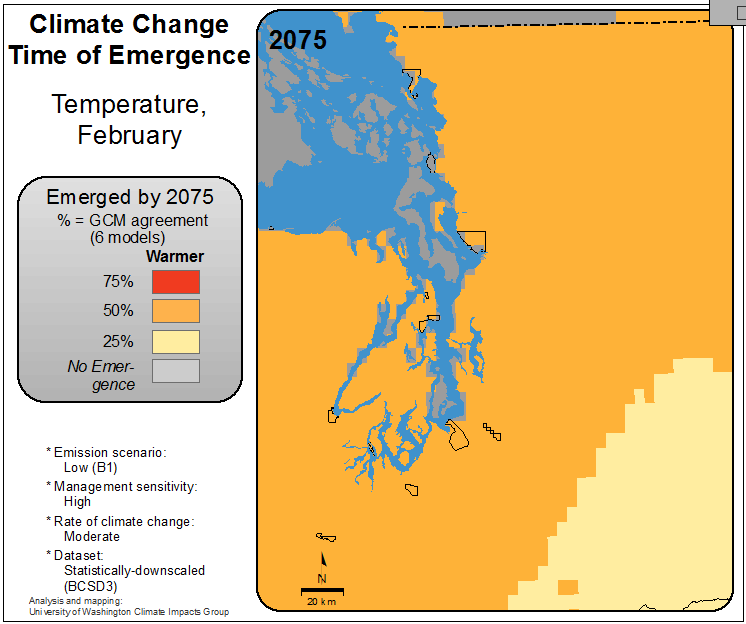 Climate Change
Time of Emergence
Temperature,
February
Emerged by 2075
% = GCM agreement
(6 models)
Warmer
75%
50%
25%
No Emer-
gence
* Emission scenario:
Low (B1)
* Management sensitivity:
High
* Rate of climate change:
Moderate
* Dataset:
Statistically-downscaled
(BCSD3)
Analysis and mapping:
University of Washington Climate Impacts Group
2075
N
20 km